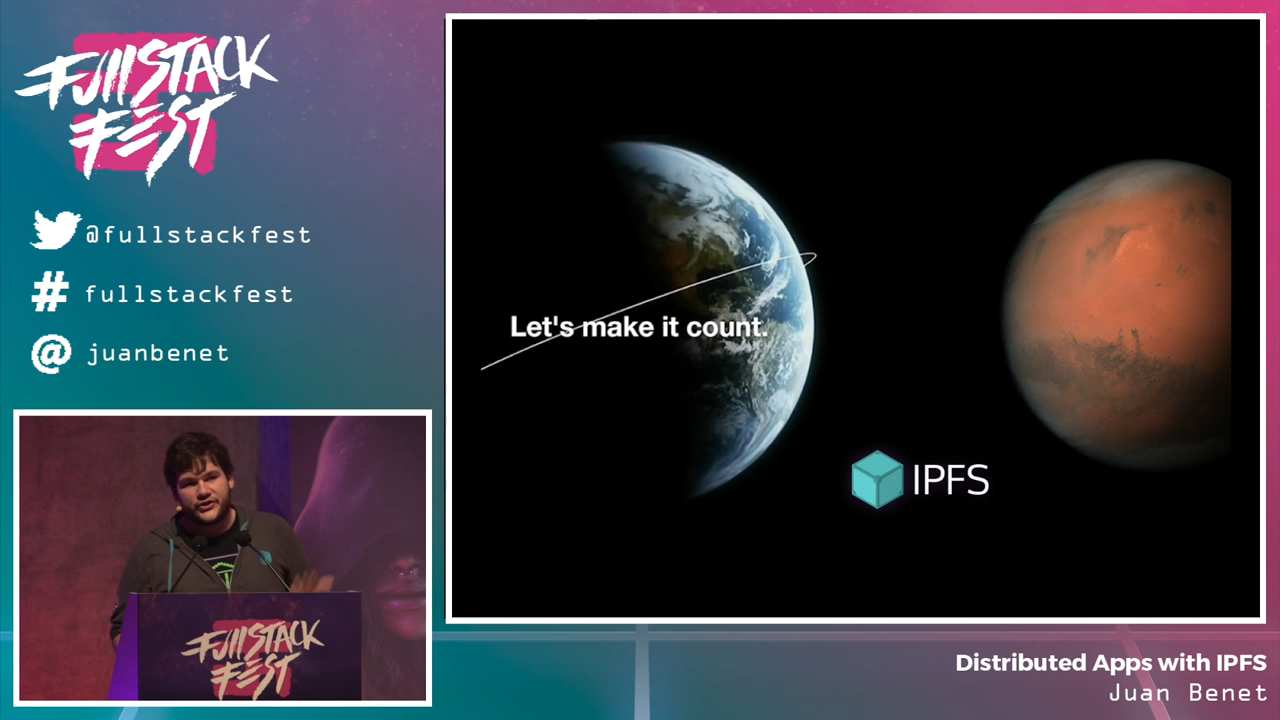 FullSTACK
FEST
@fullstackfest
# fullstackfest
@ juanbenet
Let's make it count.
IPFS
FullSTACK
FEST
Distributed Apps with IPFS
Juan Benet